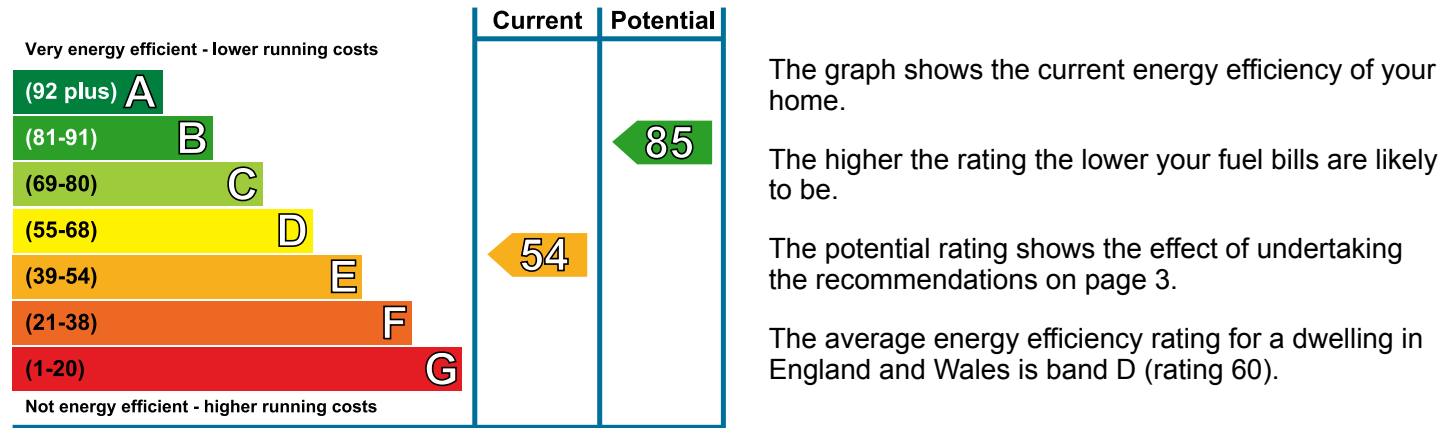 Current Potential
Very energy efficient - lower running costs
(92 plus) A
(81-91) B
85
(69-80) C
(55-68) D
54
(39-54) E
(21-38) F
(1-20) G
Not energy efficient - higher running costs
The graph shows the current energy efficiency of your
home.
The higher the rating the lower your fuel bills are likely
to be.
The potential rating shows the effect of undertaking
the recommendations on page 3.
The average energy efficiency rating for a dwelling in
England and Wales is band D (rating 60).